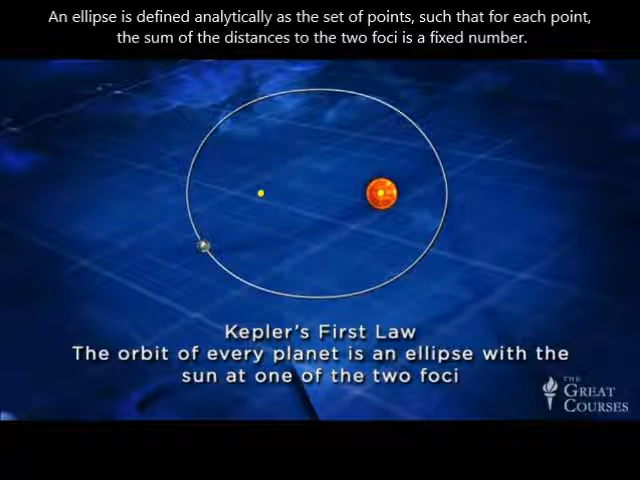 An ellipse is defined analytically as the set of points, such that for each point,
the sum of the distances to the two foci is a fixed number.
Kepler's First Law
The orbit of every planet is an ellipse with the
sun at one of the two foci
THE
GREAT
COURSES